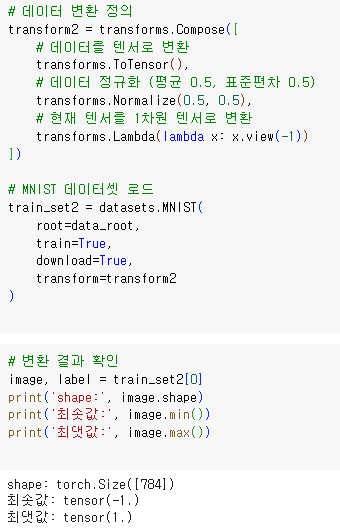 # 데이터 변환 정의
transform2 = transforms.Compose([
    # 데이터를 텐서로 변환
    transforms.ToTensor(),
    # 데이터 정규화 (평균 0.5, 표준편차 0.5)
    transforms.Normalize(0.5, 0.5),
    # 현재 텐서를 1차원 텐서로 변환
    transforms.Lambda(lambda x: x.view(-1))
])

# MNIST 데이터셋 로드
train_set2 = datasets.MNIST(
    root=data_root,
    train=True,
    download=True,
    transform=transform2
)

# 변환 결과 확인
image, label = train_set2[0]
print('shape:', image.shape)
print('최솟값:', image.min())
print('최댓값:', image.max())

shape: torch.Size([784])
최솟값: tensor(-1.)
최댓값: tensor(1.)